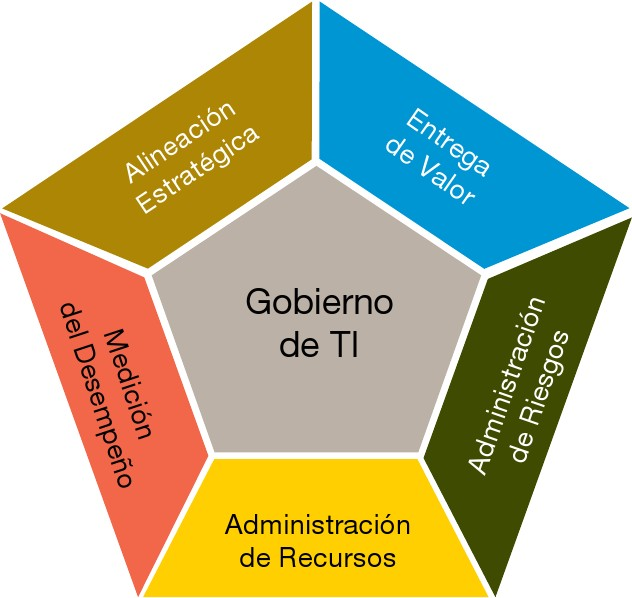 Alineación
Estratégica
Entrega
de Valor
Gobierno
de TI
Medición
del Desempeño
Administración
de Riesgos
Administración
de Recursos